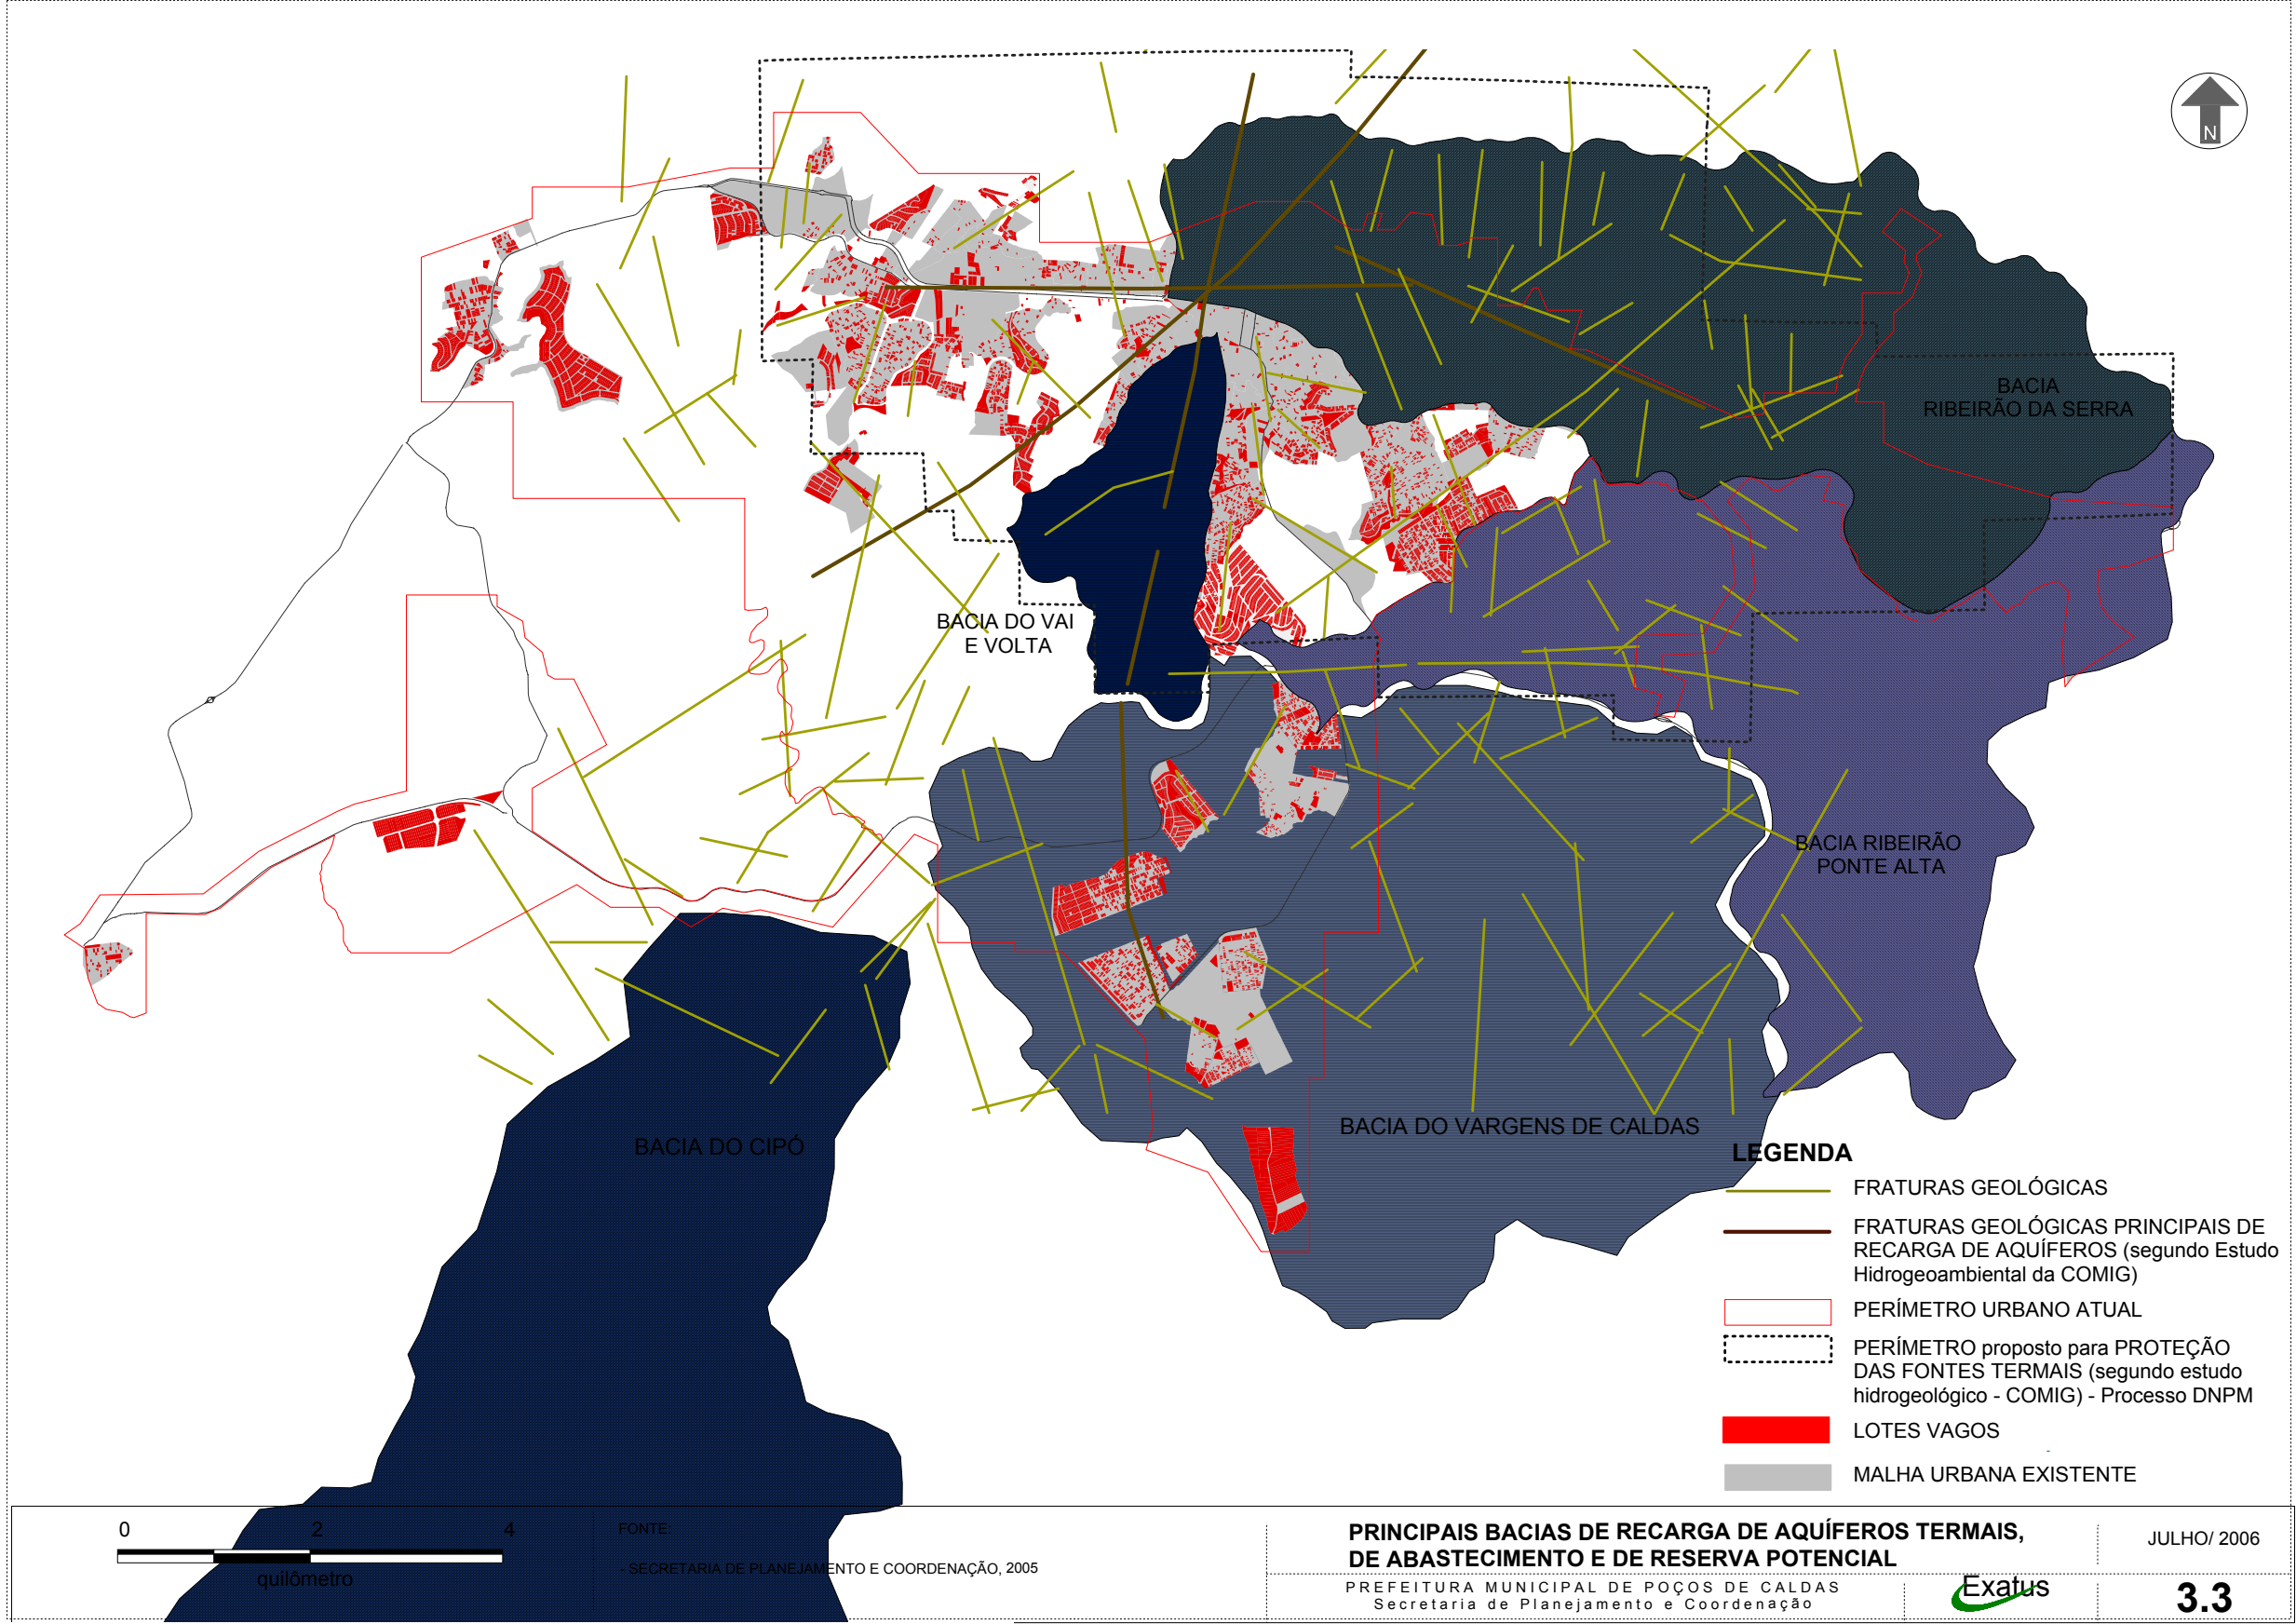 N
BACIA
RIBEIRÃO DA SERRA
BACIA DO VAI
E VOLTA
BACIA RIBEIRÃO
PONTE ALTA
BACIA DO VARGENS DE CALDAS
BACIA DO CIPÓ
LEGENDA
FRATURAS GEOLÓGICAS
FRATURAS GEOLÓGICAS PRINCIPAIS DE
RECARGA DE AQUÍFEROS (segundo Estudo
Hidrogeoambiental da COMIG)
PERÍMETRO URBANO ATUAL
PERÍMETRO proposto para PROTEÇÃO
DAS FONTES TERMAIS (segundo estudo
hidrogeológico - COMIG) - Processo DNPM
LOTES VAGOS
MALHA URBANA EXISTENTE
0 2 4
quilômetro
FONTE:
- SECRETARIA DE PLANEJAMENTO E COORDENAÇÃO, 2005
PRINCIPAIS BACIAS DE RECARGA DE AQUÍFEROS TERMAIS,
DE ABASTECIMENTO E DE RESERVA POTENCIAL
PREFEITURA MUNICIPAL DE POÇOS DE CALDAS
Secretaria de Planejamento e Coordenação
Exatus
JULHO/ 2006
3.3